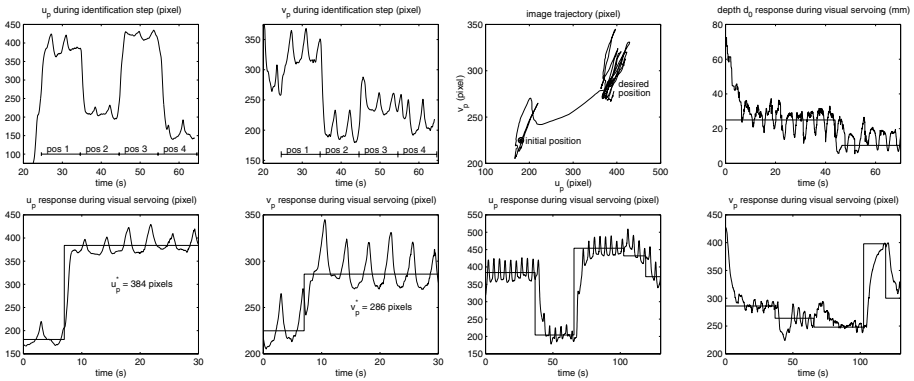 u_p during identification step (pixel)
450
400
350
300
250
200
150
100
20
30
40
50
60
pos 1
pos 2
pos 3
pos 4
time (s)
v_p during identification step (pixel)
350
300
250
200
150
20
30
40
50
60
pos 1
pos 2
pos 3
pos 4
time (s)
image trajectory (pixel)
350
300
250
200
100
200
300
400
500
v_p (pixel)
u_p (pixel)
desired
position
initial position
depth d_0 response during visual servoing (mm)
80
60
40
20
0
0
20
40
60
time (s)
u_p response during visual servoing (pixel)
450
400
350
300
250
200
150
0
10
20
30
u*_p = 384 pixels
time (s)
v_p response during visual servoing (pixel)
350
300
250
200
0
10
20
30
v*_p = 286 pixels
time (s)
u_p response during visual servoing (pixel)
550
500
450
400
350
300
250
200
150
0
50
100
time (s)
v_p response during visual servoing (pixel)
450
400
350
300
250
200
0
50
100
time (s)